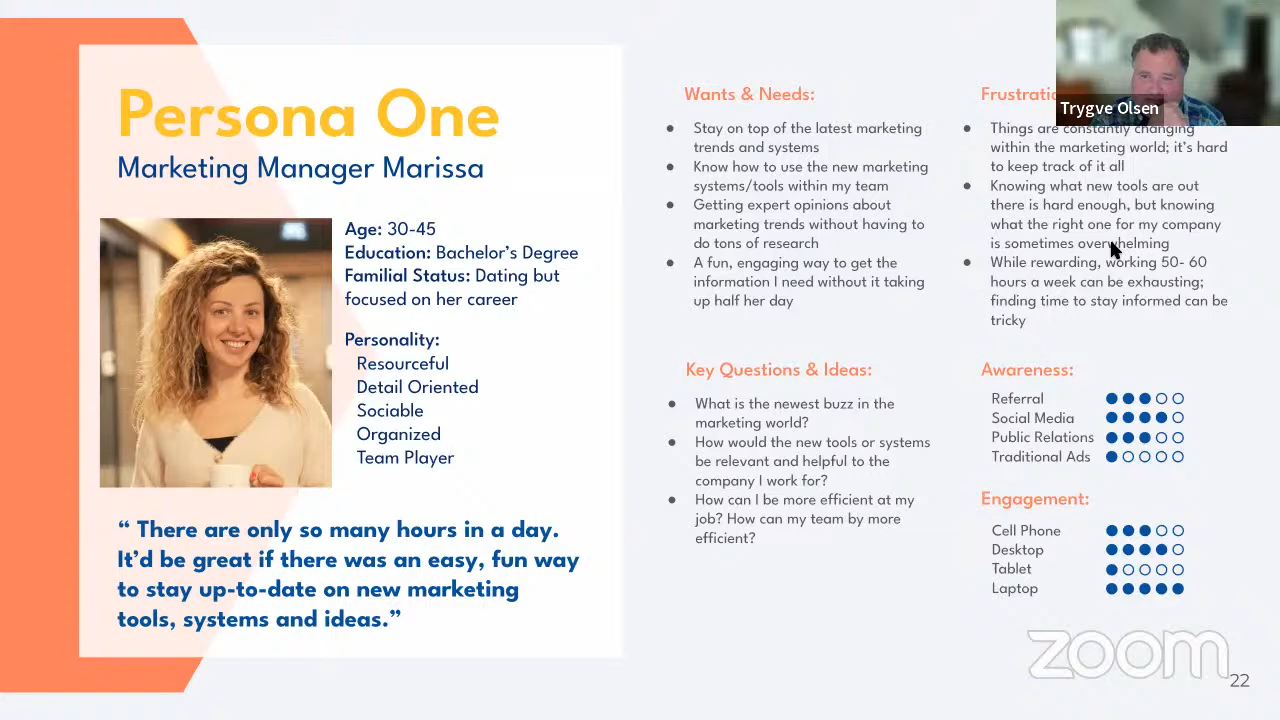 Persona One
Marketing Manager Marissa
Age: 30-45
Education: Bachelor’s Degree
Familial Status: Dating but
focused on her career
Personality:
Resourceful
Detail Oriented
Sociable
Organized
Team Player
“ There are only so many hours in a day.
It’d be great if there was an easy, fun way
to stay up-to-date on new marketing
tools, systems and ideas.”
Wants & Needs:
● Stay on top of the latest marketing
trends and systems
● Know how to use the new marketing
systems/tools within my team
● Getting expert opinions about
marketing trends without having to
do tons of research
● A fun, engaging way to get the
information I need without it taking
up half her day
Key Questions & Ideas:
● What is the newest buzz in the
marketing world?
● How would the new tools or systems
be relevant and helpful to the
company I work for?
● How can I be more efficient at my
job? How can my team by more
efficient?
Trygve Olsen
● Things are constantly changing
within the marketing world; it’s hard
to keep track of it all
● Knowing what new tools are out
there is hard enough, but knowing
what the right one for my company
is sometimes overwhelming
● While rewarding, working 50- 60
hours a week can be exhausting;
finding time to stay informed can be
tricky
Awareness:
Referral
Social Media
Public Relations
Traditional Ads
Engagement:
Cell Phone
Desktop
Tablet
Laptop
zoom
22